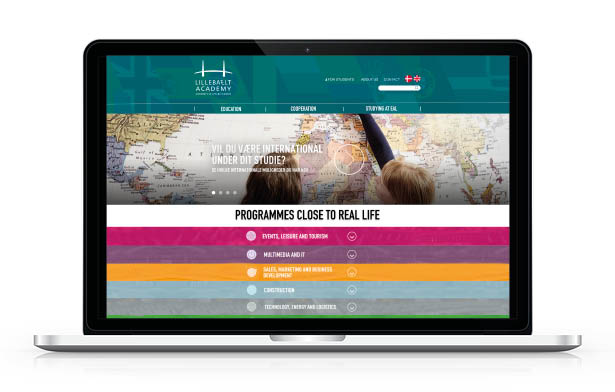 LILLEBAELT
ACADEMY
FOR STUDENTS
ABOUT US
CONTACT
EDUCATION
COOPERATION
STUDYING AT EAL
VIL DU VÆRE INTERNATIONAL
UNDER DIT STUDIE?
PROGRAMMES CLOSE TO REAL LIFE
EVENTS, LEISURE AND TOURISM
MULTIMEDIA AND IT
SALES, MARKETING AND BUSINESS
DEVELOPMENT
CONSTRUCTION
TECHNOLOGY, ENERGY AND LOGISTICS